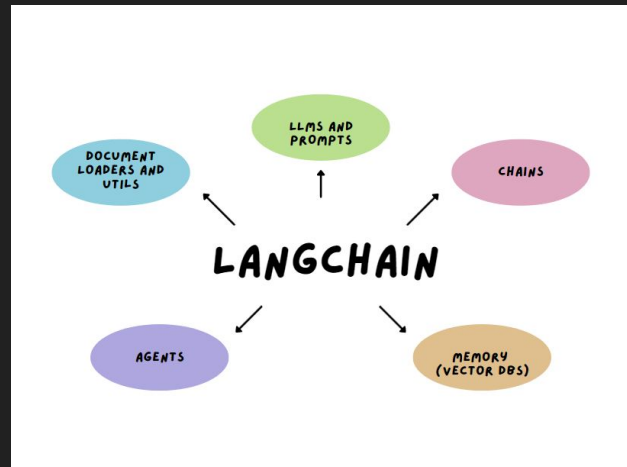 LLMS AND
PROMPTS
DOCUMENT
LOADERS AND
UTILS
CHAINS
LANGCHAIN
AGENTS
MEMORY
(VECTOR DBS)